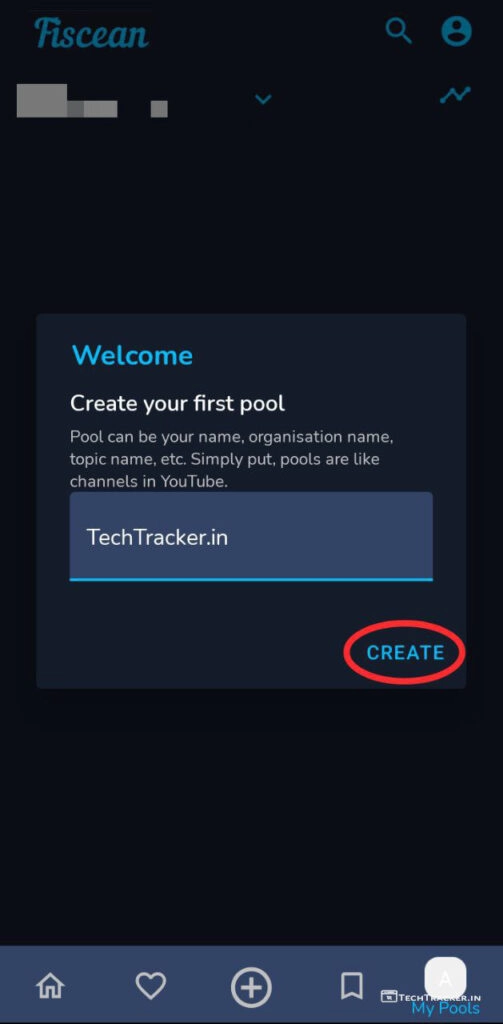 Fiscean
Welcome
Create your first pool
Pool can be your name, organisation name,
topic name, etc. Simply put, pools are like
channels in YouTube.
TechTracker.in
CREATE
A
TECHTRACKER.IN
My Pools